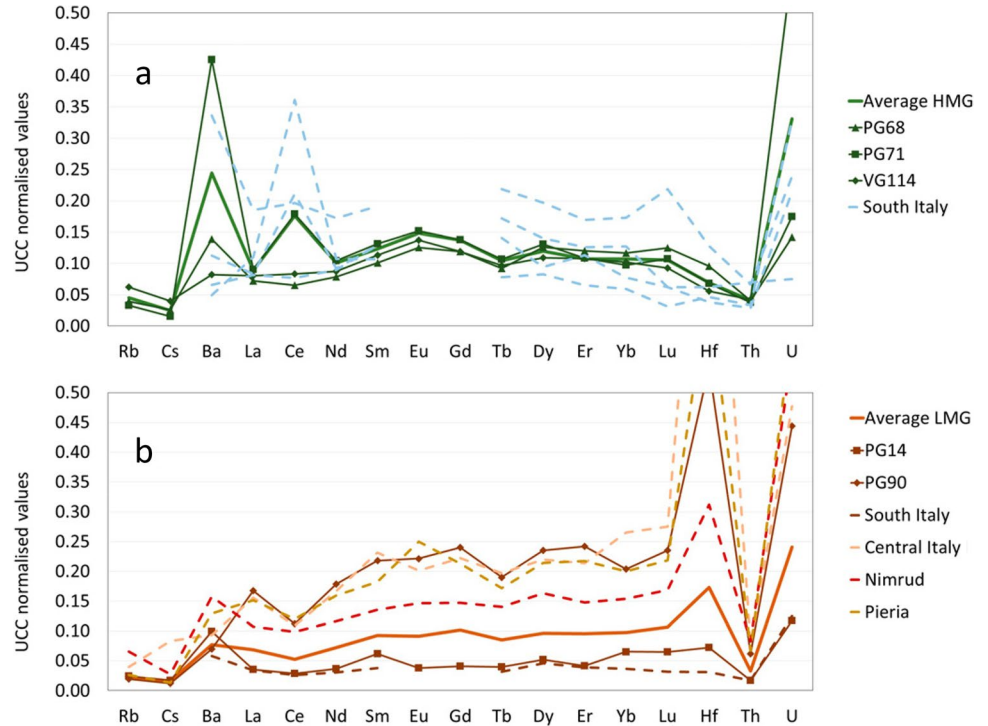 0.50
0.45
0.40
0.35
0.30
0.25
0.20
0.15
0.10
0.05
0.00
UCC normalised values
a
Rb Cs Ba La Ce Nd Sm Eu Gd Tb Dy Er Yb Lu Hf Th U
Average HMG
PG68
PG71
VG114
South Italy
0.50
0.45
0.40
0.35
0.30
0.25
0.20
0.15
0.10
0.05
0.00
UCC normalised values
b
Rb Cs Ba La Ce Nd Sm Eu Gd Tb Dy Er Yb Lu Hf Th U
Average LMG
PG14
PG90
South Italy
Central Italy
Nimrud
Pieria